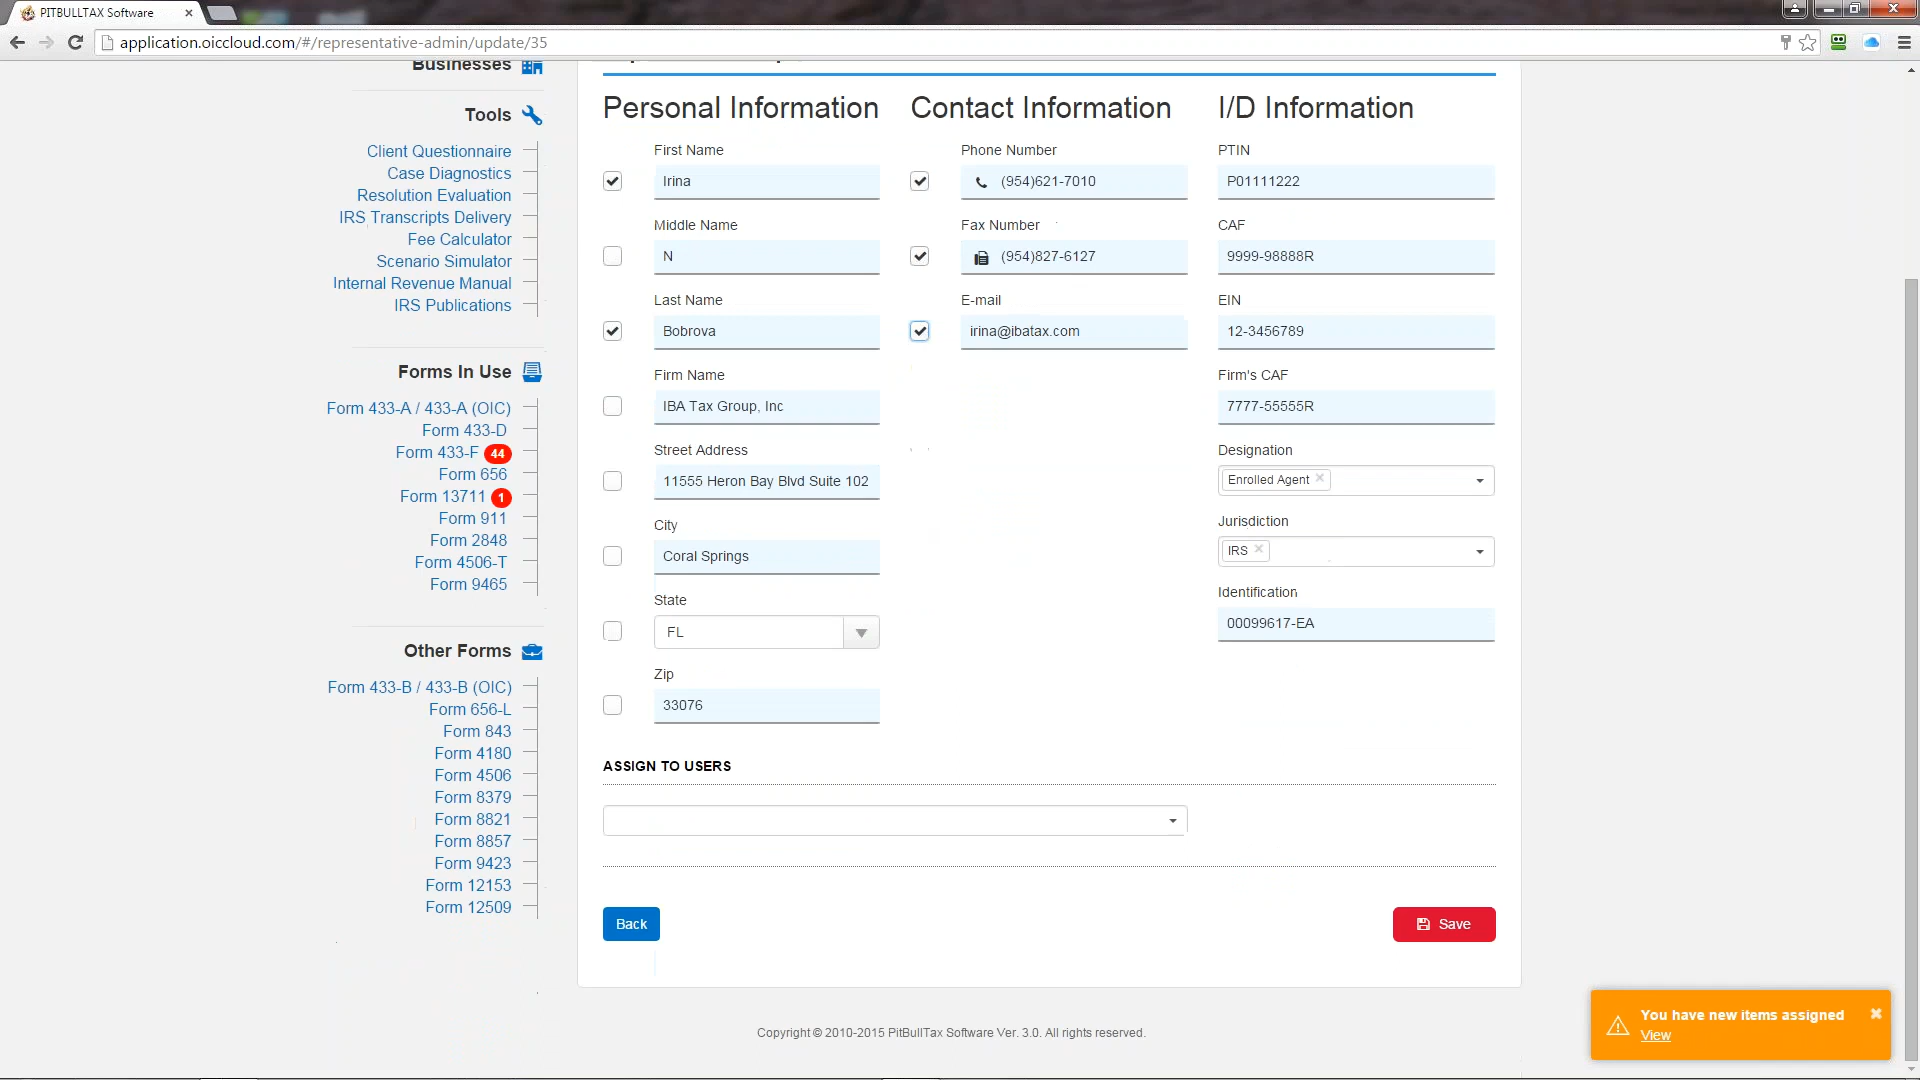 PITBULLTAX Software
application.oiccloud.com/#/representative-admin/update/35
Businesses
Tools
Client Questionnaire
Case Diagnostics
Resolution Evaluation
IRS Transcripts Delivery
Fee Calculator
Scenario Simulator
Internal Revenue Manual
IRS Publications
Forms In Use
Form 433-A / 433-A (OIC)
Form 433-D
Form 433-F 44
Form 656
Form 13711 1
Form 911
Form 2848
Form 4506-T
Form 9465
Other Forms
Form 433-B / 433-B (OIC)
Form 656-L
Form 843
Form 4180
Form 4506
Form 8379
Form 8821
Form 8857
Form 9423
Form 12153
Form 12509
Personal Information
First Name
Irina
Middle Name
N
Last Name
Bobrova
Firm Name
IBA Tax Group, Inc
Street Address
11555 Heron Bay Blvd Suite 102
City
Coral Springs
State
FL
Zip
33076
Contact Information
Phone Number
(954)621-7010
Fax Number
(954)827-6127
E-mail
irina@ibatax.com
I/D Information
PTIN
P01111222
CAF
9999-98888R
EIN
12-3456789
Firm's CAF
7777-55555R
Designation
Enrolled Agent
Jurisdiction
IRS
Identification
00099617-EA
ASSIGN TO USERS
Back
Save
Copyright © 2010-2015 PitBullTax Software Ver. 3.0. All rights reserved.
You have new items assigned
View